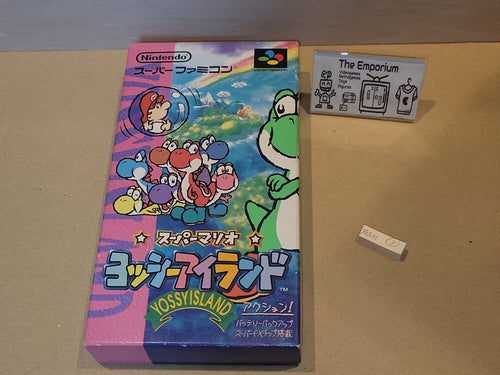 Nintendo
スーパーファミコン
SUPER FAMICOM
スーパーマリオ
ヨッシーアイランド
TM
YOSSY ISLAND
アクション!
バッテリーバックアップ
スーパーFXチップ搭載
The Emporium
Videogames
Retrogames
Toys
Figures